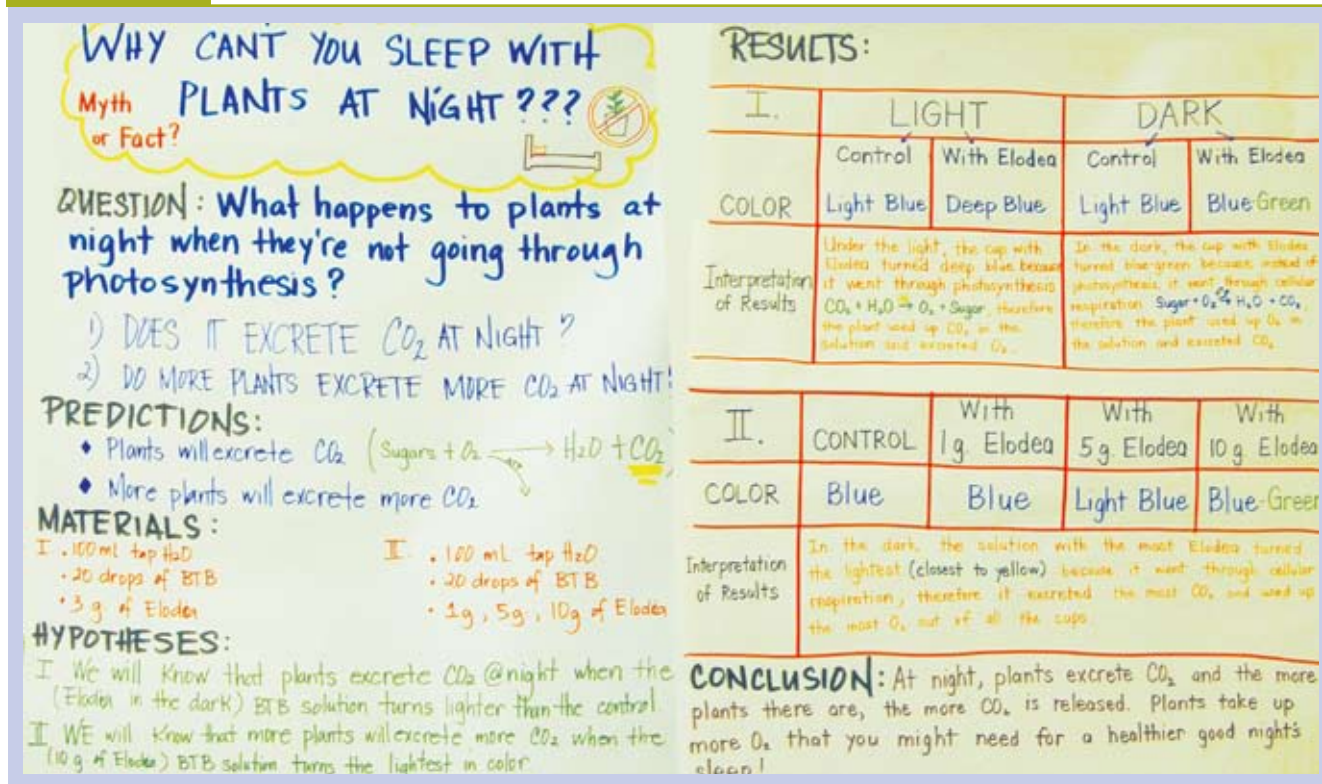 WHY CANT YOU SLEEP WITH
PLANTS AT NIGHT???
Myth
or Fact?
QUESTION: What happens to plants at
night when they're not going through
photosynthesis?
1) DOES IT EXCRETE CO₂ AT NIGHT?
2) DO MORE PLANTS EXCRETE MORE CO₂ AT NIGHT?
PREDICTIONS:
♦ Plants will excrete CO₂ (Sugars + O₂ → H₂O + CO₂)
♦ More plants will excrete more CO₂
MATERIALS:
I . 100 ml tap H₂O
• 20 drops of BTB
• 3 g of Elodea
II • 100 mL tap H₂O
• 20 drops of BTB
• 1g, 5g, 10g of Elodea
HYPOTHESES:
I We will know that plants excrete CO₂ @night when the
(Elodea in the dark) BTB solution turns lighter than the control.
II WE will know that more plants will excrete more CO₂ when the
(10 g of Elodea) BTB solution turns the lightest in color
RESULTS:
I. LIGHT DARK
Control With Elodea Control With Elodea
COLOR Light Blue Deep Blue Light Blue Blue-Green
Interpretation
of Results
Under the light, the cup with
Elodea turned deep blue because
it went through photosynthesis
CO₂ + H₂O → O₂ + Sugar, therefore
the plant used up CO₂ in the
solution and excreted O₂.
In the dark, the cup with Elodea
turned blue-green because instead of
photosynthesis, it went through cellular
respiration Sugar + O₂ → H₂O + CO₂,
therefore the plant used up O₂ in
the solution and excreted CO₂
II. CONTROL With 1g. Elodea With 5g. Elodea With 10 g. Elodea
COLOR Blue Blue Light Blue Blue-Green
Interpretation
of Results
In the dark, the solution with the most Elodea turned
the lightest (closest to yellow) because it went through cellular
respiration, therefore it excreted the most CO₂ and used up
the most O₂ out of all the cups.
CONCLUSION: At night, plants excrete CO₂ and the more
plants there are, the more CO₂ is released. Plants take up
more O₂ that you might need for a healthier good night's
sleep!